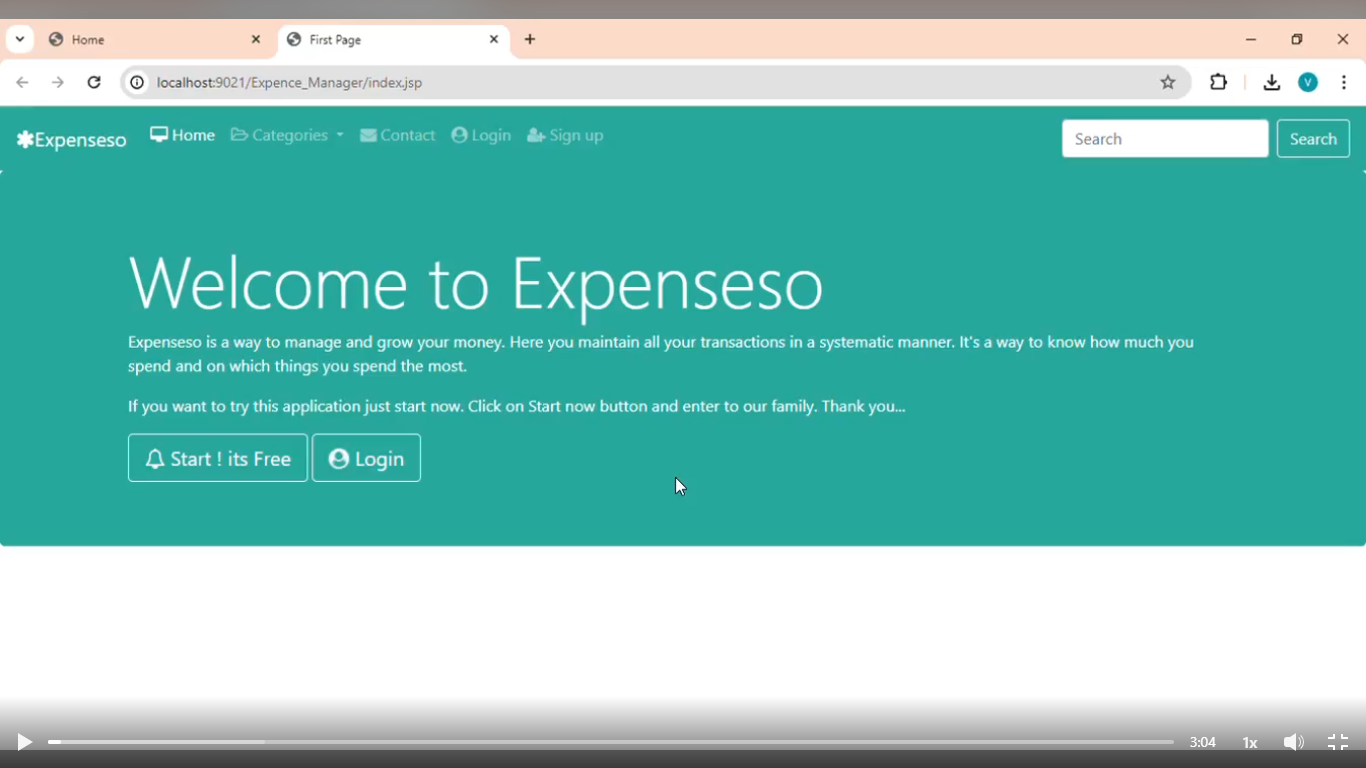 Home
First Page
localhost:9021/Expence_Manager/index.jsp
V
✱Expenseso Home Categories Contact Login Sign up Search Search
Welcome to Expenseso
Expenseso is a way to manage and grow your money. Here you maintain all your transactions in a systematic manner. It's a way to know how much you
spend and on which things you spend the most.
If you want to try this application just start now. Click on Start now button and enter to our family. Thank you...
Start ! its Free Login
3:04 1x